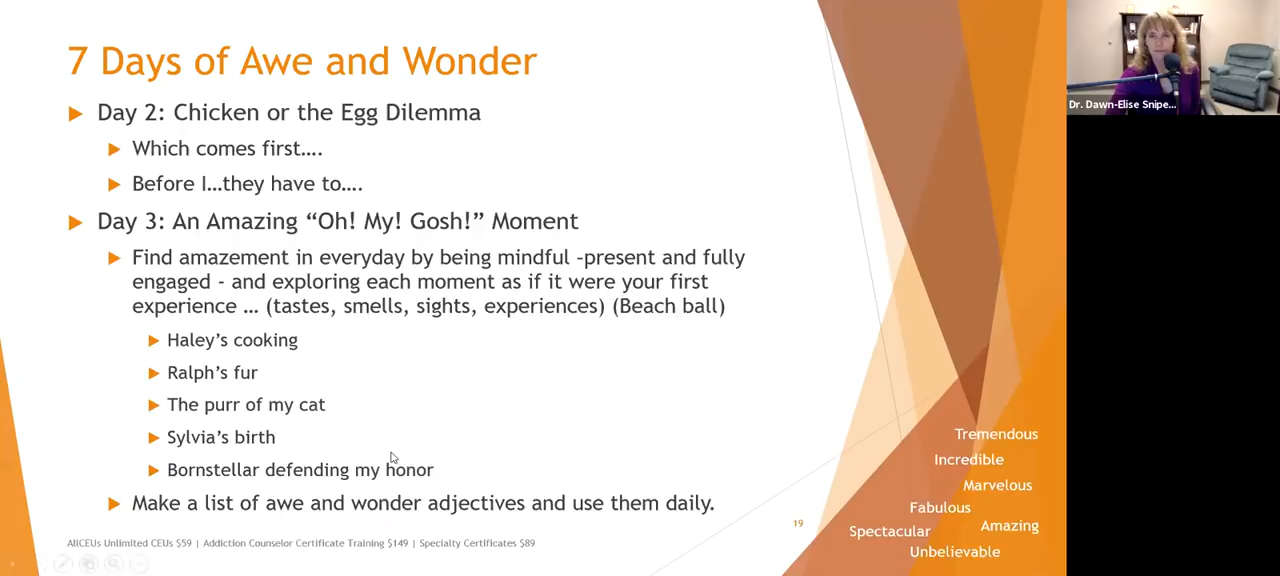 7 Days of Awe and Wonder
Day 2: Chicken or the Egg Dilemma
Which comes first….
Before I…they have to….
Day 3: An Amazing “Oh! My! Gosh!” Moment
Find amazement in everyday by being mindful -present and fully
engaged - and exploring each moment as if it were your first
experience … (tastes, smells, sights, experiences) (Beach ball)
Haley’s cooking
Ralph’s fur
The purr of my cat
Sylvia’s birth
Bornstellar defending my honor
Make a list of awe and wonder adjectives and use them daily.
AllCEUs Unlimited CEUs $59 | Addiction Counselor Certificate Training $149 | Specialty Certificates $89
19
Tremendous
Incredible
Marvelous
Fabulous
Amazing
Spectacular
Unbelievable
Dr. Dawn-Elise Snipe...